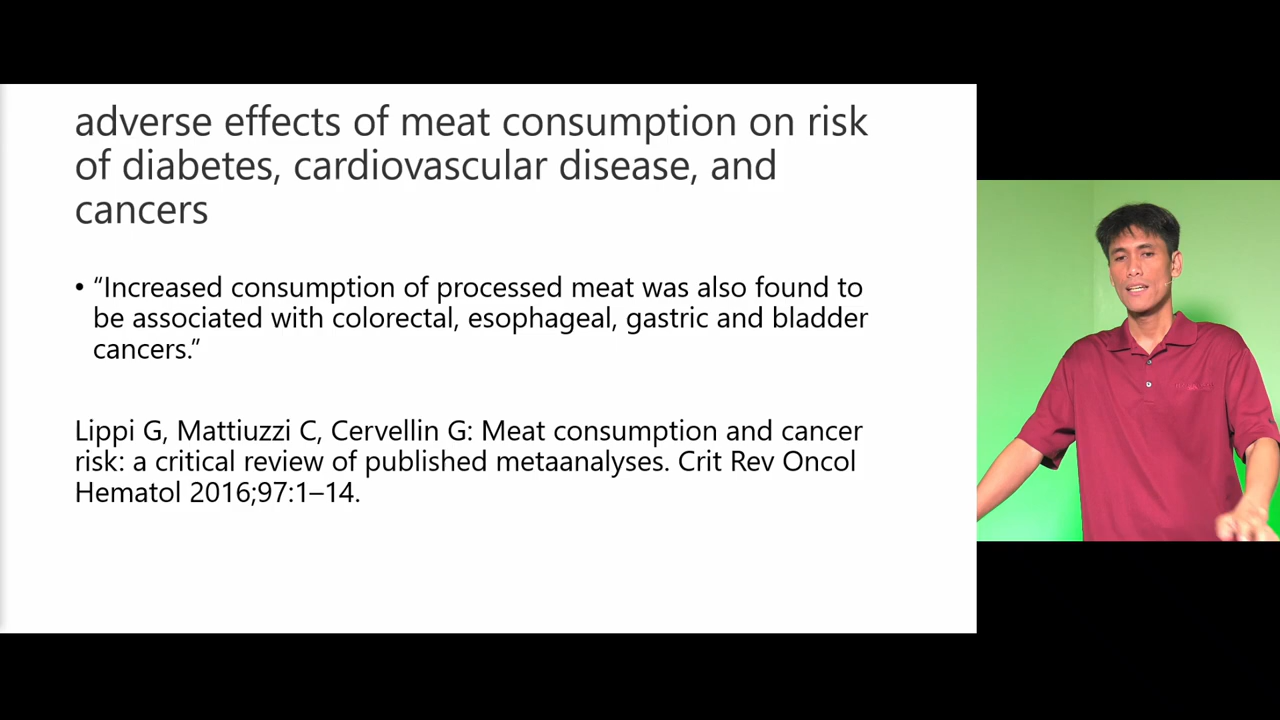 adverse effects of meat consumption on risk
of diabetes, cardiovascular disease, and
cancers
• “Increased consumption of processed meat was also found to
be associated with colorectal, esophageal, gastric and bladder
cancers.”
Lippi G, Mattiuzzi C, Cervellin G: Meat consumption and cancer
risk: a critical review of published metaanalyses. Crit Rev Oncol
Hematol 2016;97:1–14.